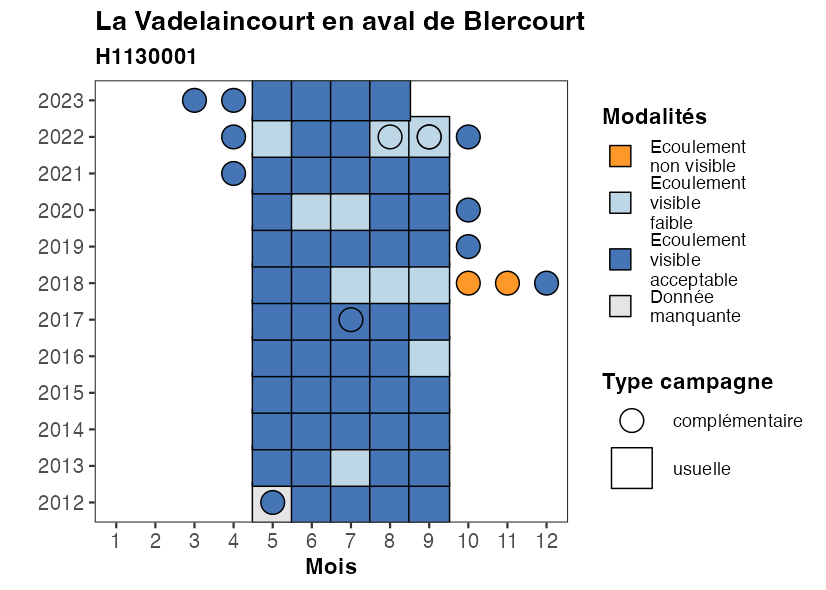 La Vadelaincourt en aval de Blercourt
H1130001
2023
2022
2021
2020
2019
2018
2017
2016
2015
2014
2013
2012
1 2 3 4 5 6 7 8 9 10 11 12
Mois
Modalités
Ecoulement
non visible
Ecoulement
visible
faible
Ecoulement
visible
acceptable
Donnée
manquante
Type campagne
complémentaire
usuelle